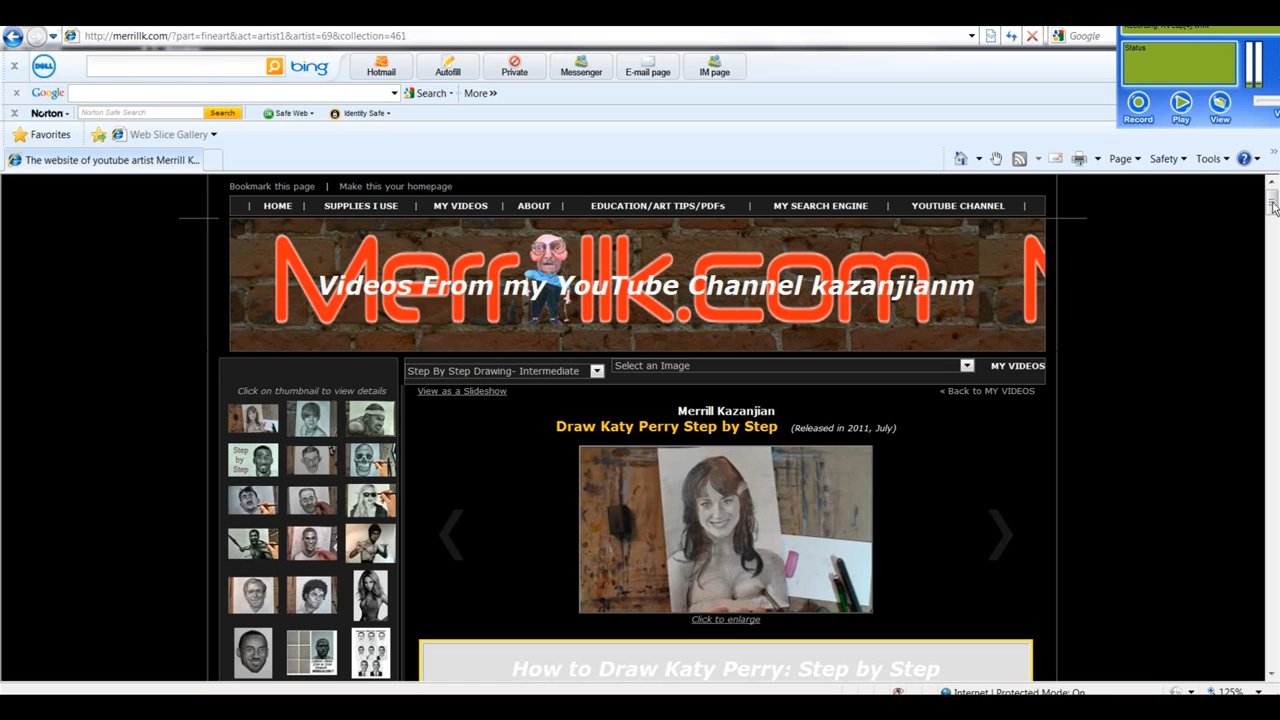 http://merrillk.com/?part=fineart&act=artist1&artist=69&collection=461
Google
Status
Record Play View
DELL bing Hotmail Autofill Private Messenger E-mail page IM page
x Google Search More »
x Norton Norton Safe Search Search OK Safe Web Identity Safe
Favorites Web Slice Gallery
The website of youtube artist Merrill K...
Page Safety Tools
Bookmark this page | Make this your homepage
| HOME | SUPPLIES I USE | MY VIDEOS | ABOUT | EDUCATION/ART TIPS/PDFs | MY SEARCH ENGINE | YOUTUBE CHANNEL |
Merrillk.com M
Videos From my YouTube Channel kazanjianm
Step By Step Drawing- Intermediate Select an Image MY VIDEOS
Click on thumbnail to view details
View as a Slideshow < Back to MY VIDEOS
Merrill Kazanjian
Draw Katy Perry Step by Step (Released in 2011, July)
Step
by
Step
Click to enlarge
How to Draw Katy Perry: Step by Step
Internet | Protected Mode: On 125%